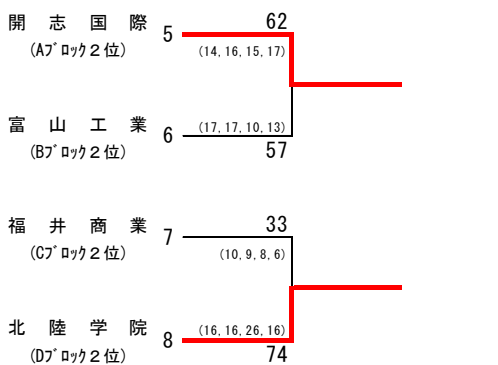 開志国際 5 62
(Aﾌﾞﾛｯｸ２位) (14,16,15,17)
富山工業 6 (17,17,10,13)
(Bﾌﾞﾛｯｸ２位) 57
福井商業 7 33
(Cﾌﾞﾛｯｸ２位) (10,9,8,6)
北陸学院 8 (16,16,26,16)
(Dﾌﾞﾛｯｸ２位) 74